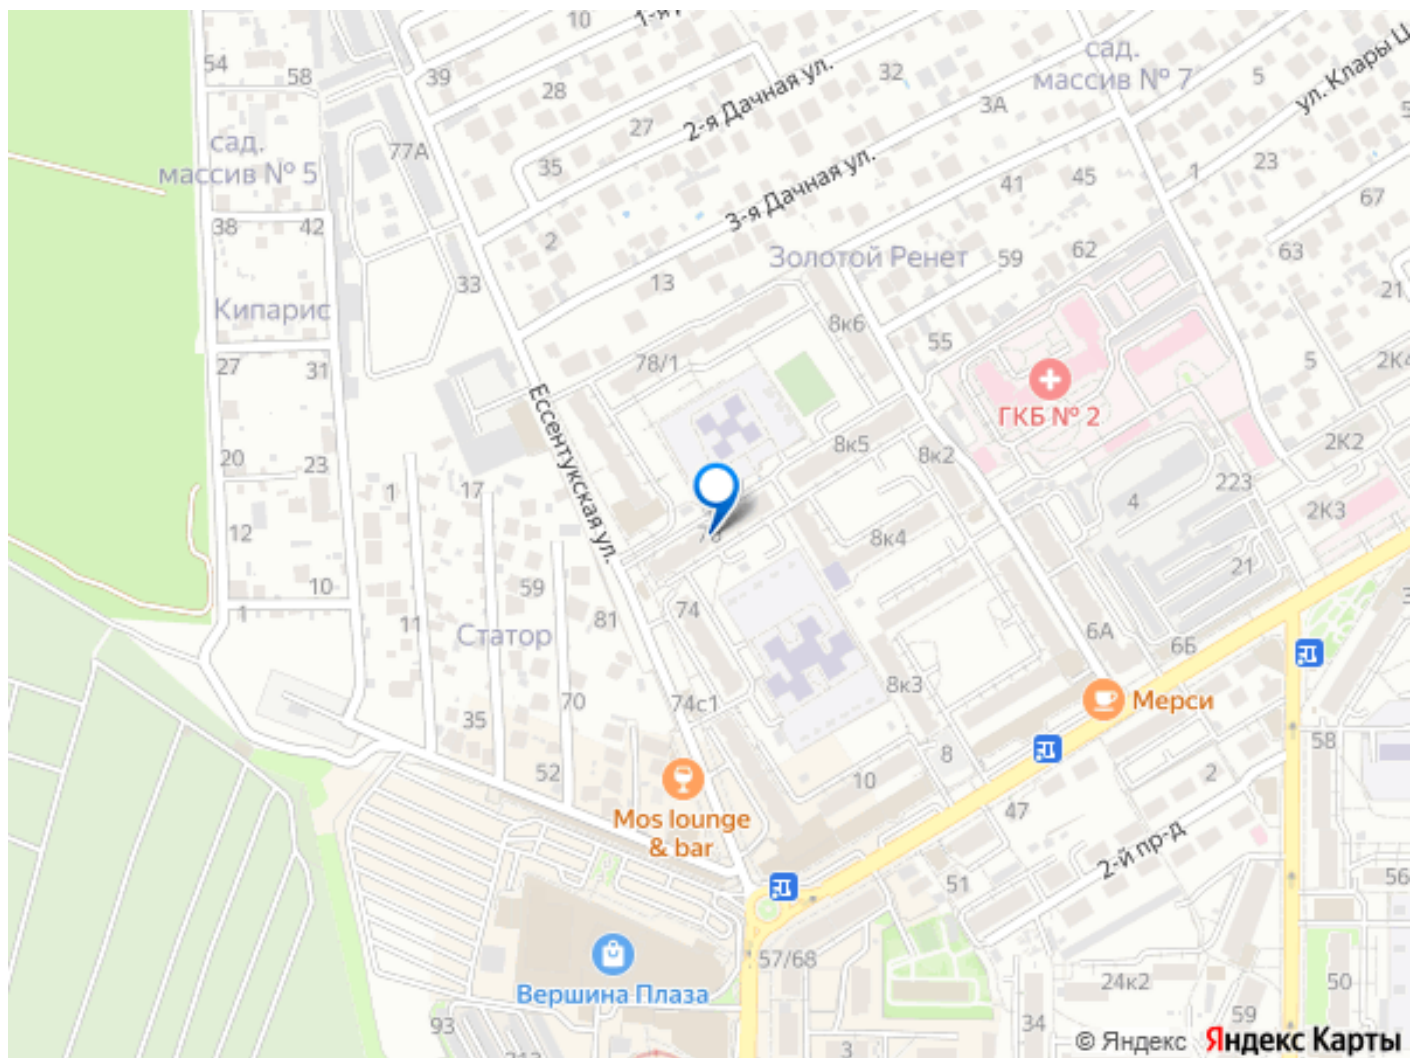 10
1-я
сад.
массив № 7
ул. Клары Ц
54
58
39
28
32
5
3А
2-я Дачная ул.
27
сад.
массив № 5
77А
35
1
23
3-я Дачная ул.
41
45
67
38
42
2
Золотой Ренет
59
62
63
33
13
21
Кипарис
8к6
55
27
31
78/1
5
2К4
ГКБ № 2
Ессентукская ул.
8к5
8к2
2К2
20
23
1
17
4
223
2К3
12
8к4
21
59
10
1
11
Статор
81
74
6А
6Б
74с1
8к3
Мерси
35
70
58
52
10
8
2
Mos lounge
& bar
47
2-й пр-д
51
56
57/68
Вершина Плаза
24к2
50
93
34
59
3
© Яндекс Яндекс Карты